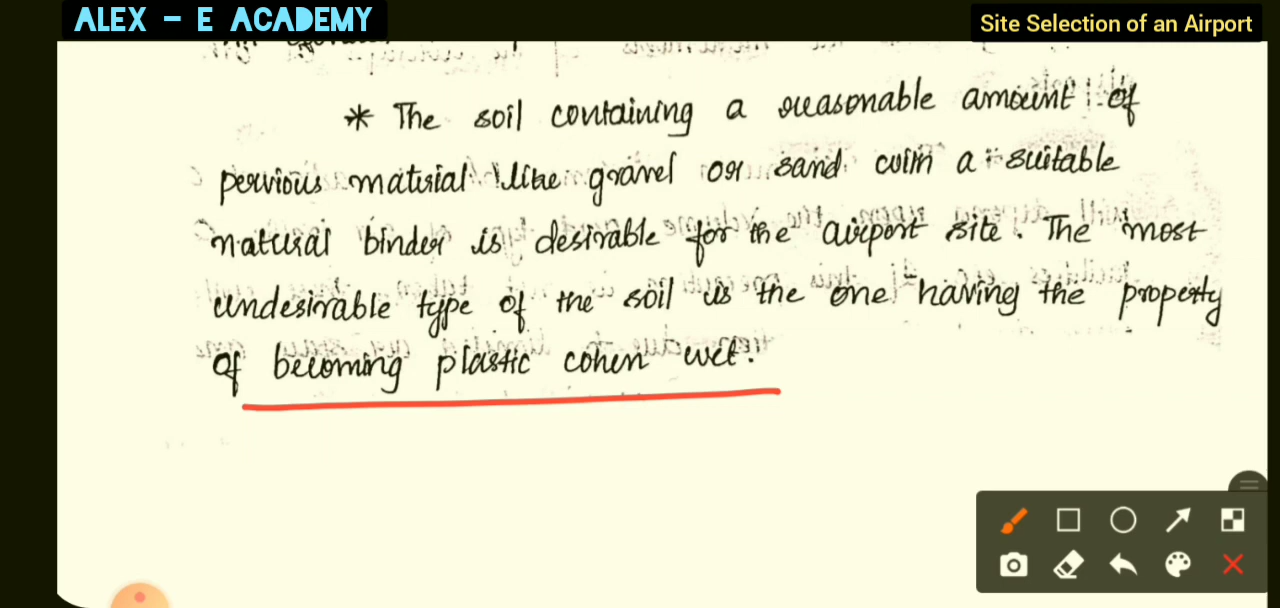 ALEX - E ACADEMY
Site Selection of an Airport
* The soil containing a reasonable amount of
pervious material like gravel or sand with a suitable
natural binder is desirable for the airport site. The most
undesirable type of the soil is the one having the property
of becoming plastic when wet.